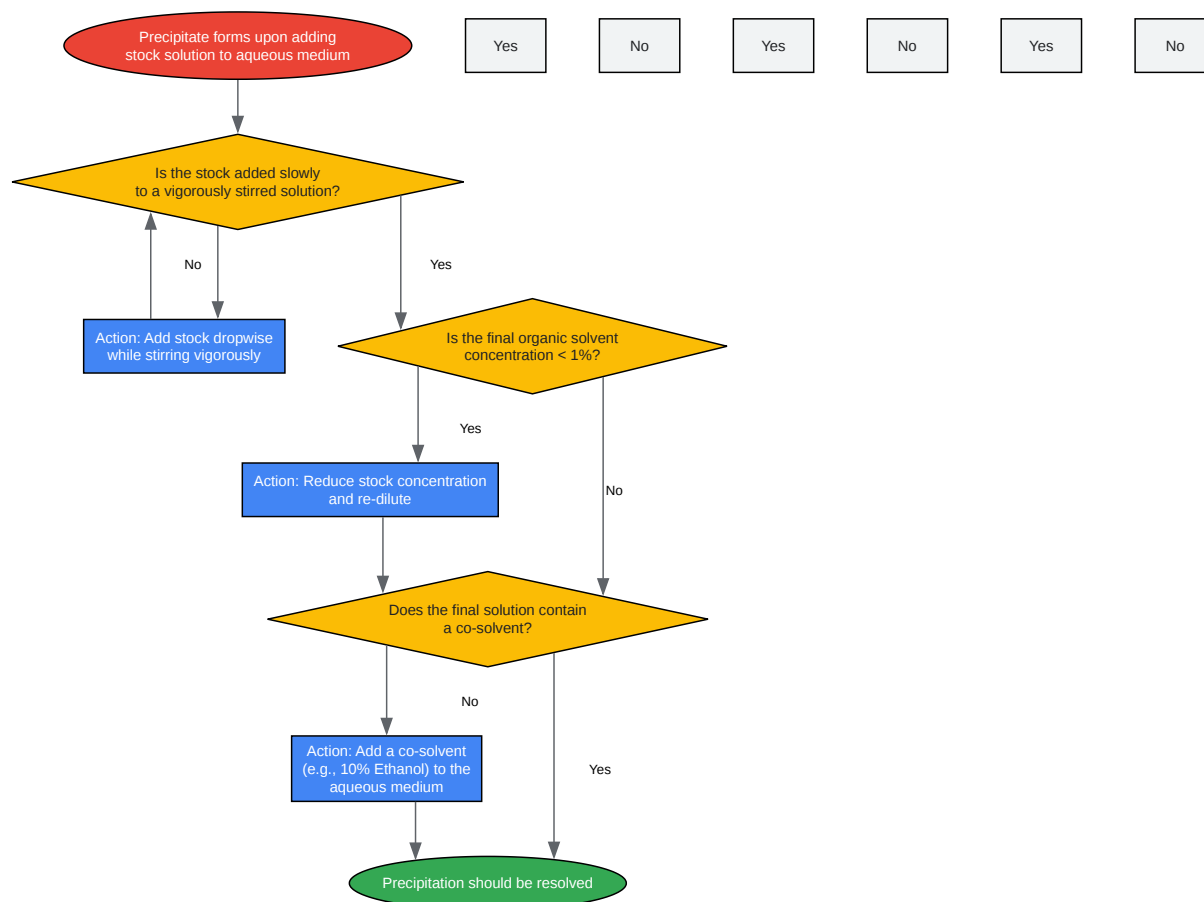 Precipitate forms upon adding
stock solution to aqueous medium
Yes
No
Yes
No
Yes
No
Is the stock added slowly
to a vigorously stirred solution?
No
Yes
Action: Add stock dropwise
while stirring vigorously
Is the final organic solvent
concentration < 1%?
Yes
Action: Reduce stock concentration
and re-dilute
No
Does the final solution contain
a co-solvent?
No
Action: Add a co-solvent
(e.g., 10% Ethanol) to the
aqueous medium
Yes
Precipitation should be resolved